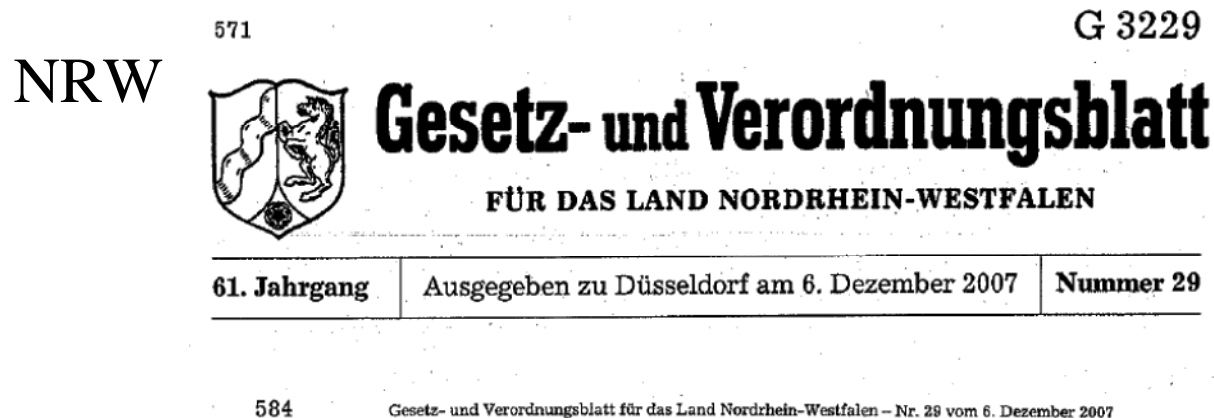 571
G 3229
NRW
Gesetz- und Verordnungsblatt
FÜR DAS LAND NORDRHEIN-WESTFALEN
61. Jahrgang
Ausgegeben zu Düsseldorf am 6. Dezember 2007
Nummer 29
584
Gesetz- und Verordnungsblatt für das Land Nordrhein-Westfalen – Nr. 29 vom 6. Dezember 2007